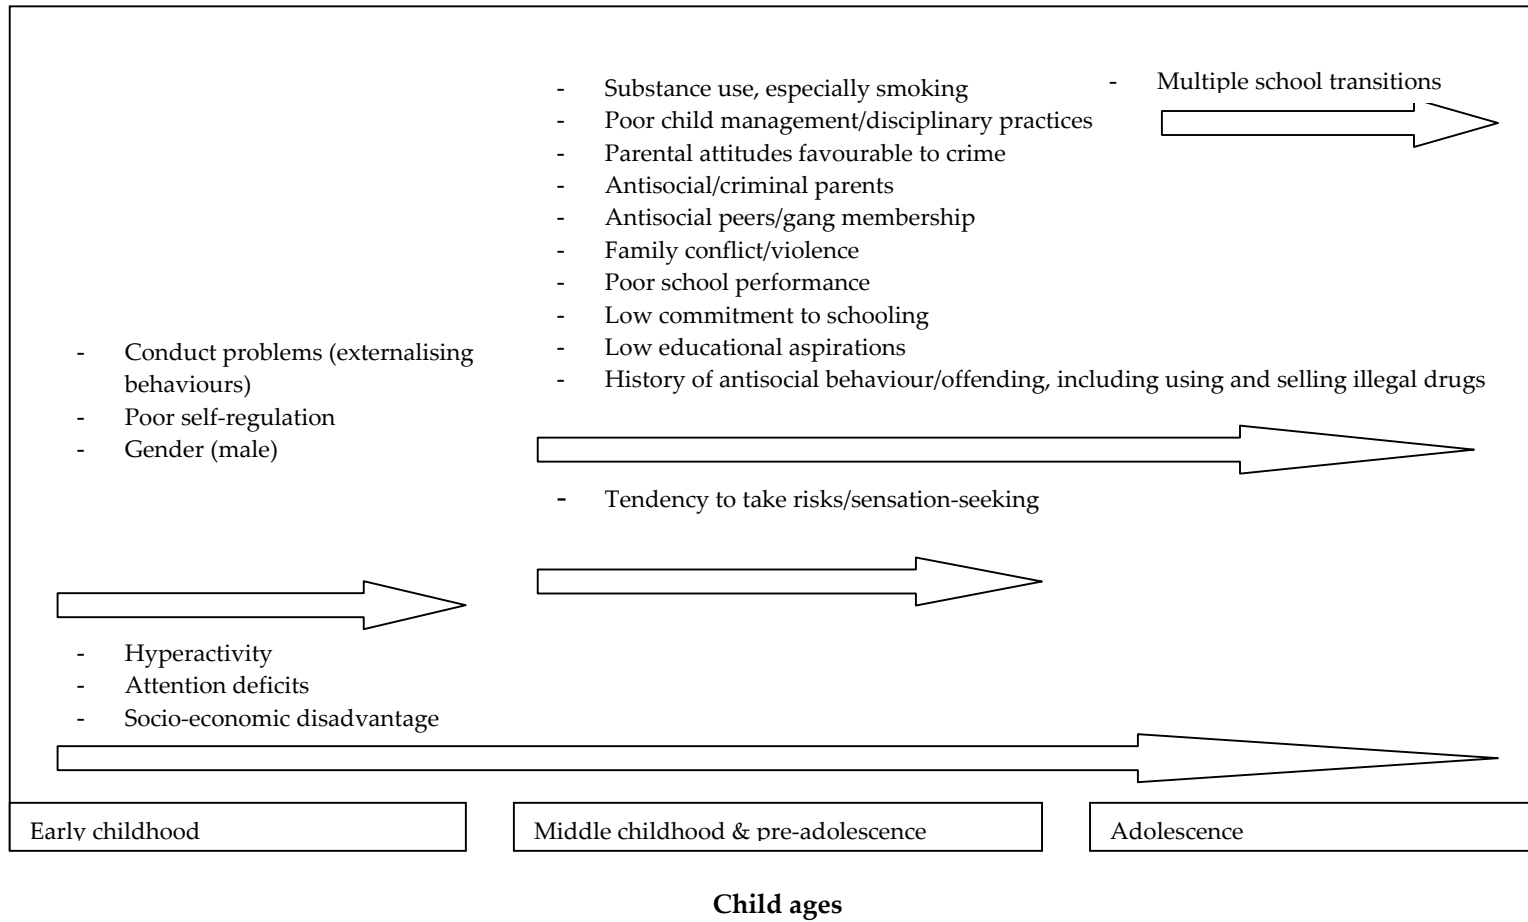 - Substance use, especially smoking
- Poor child management/disciplinary practices
- Parental attitudes favourable to crime
- Antisocial/criminal parents
- Antisocial peers/gang membership
- Family conflict/violence
- Poor school performance
- Low commitment to schooling
- Low educational aspirations
- History of antisocial behaviour/offending, including using and selling illegal drugs
- Multiple school transitions
- Conduct problems (externalising
behaviours)
- Poor self-regulation
- Gender (male)
- Tendency to take risks/sensation-seeking
- Hyperactivity
- Attention deficits
- Socio-economic disadvantage
Early childhood
Middle childhood & pre-adolescence
Adolescence
Child ages